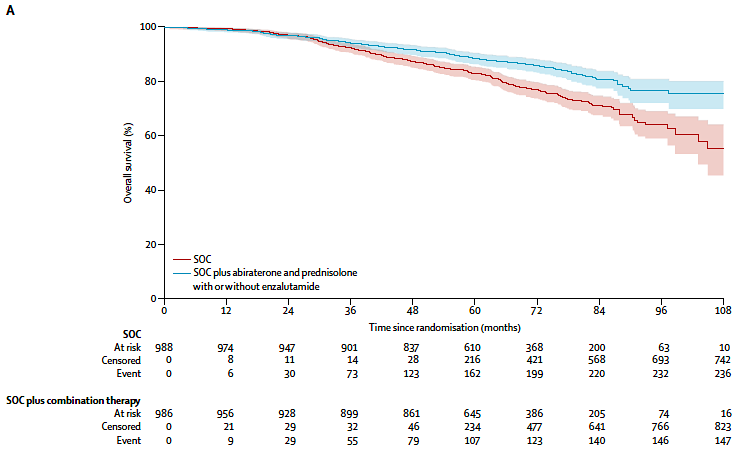 A
100
80
60
40
20
0
Overall survival (%)
SOC
SOC plus abiraterone and prednisolone
with or without enzalutamide
0 12 24 36 48 60 72 84 96 108
Time since randomisation (months)
SOC
At risk 988 974 947 901 837 610 368 200 63 10
Censored 0 8 11 14 28 216 421 568 693 742
Event 0 6 30 73 123 162 199 220 232 236
SOC plus combination therapy
At risk 986 956 928 899 861 645 386 205 74 16
Censored 0 21 29 32 46 234 477 641 766 823
Event 0 9 29 55 79 107 123 140 146 147